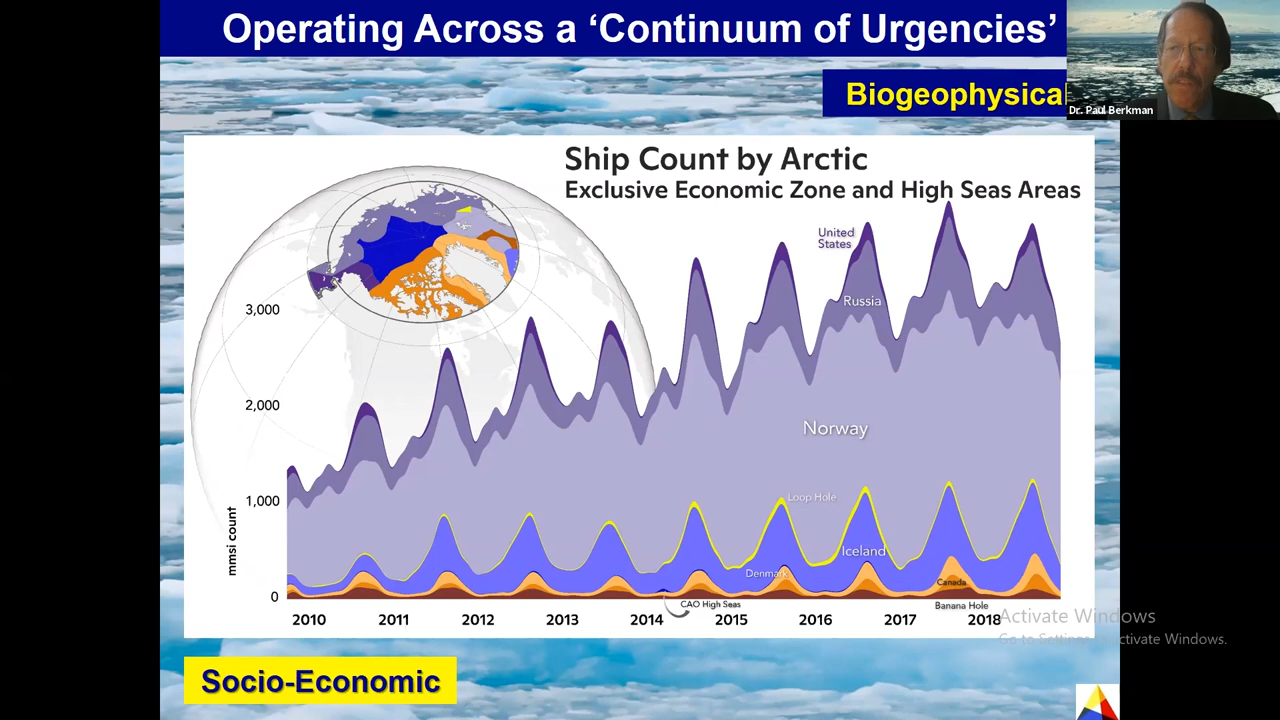 Operating Across a ‘Continuum of Urgencies’
Biogeophysical
Dr. Paul Berkman
Ship Count by Arctic
Exclusive Economic Zone and High Seas Areas
United
States
Russia
3,000
2,000
Norway
1,000
Loop Hole
mmsi count
Iceland
Denmark
Canada
0
CAO High Seas
Banana Hole
2010 2011 2012 2013 2014 2015 2016 2017 2018
Activate Windows
Go to Settings to activate Windows.
Socio-Economic